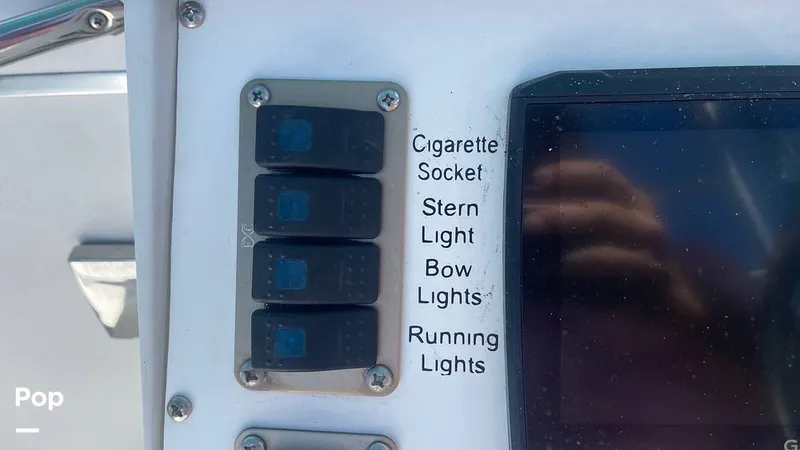 Cigarette
Socket
Stern
Light
Bow
Lights
Running
Lights
Pop
G